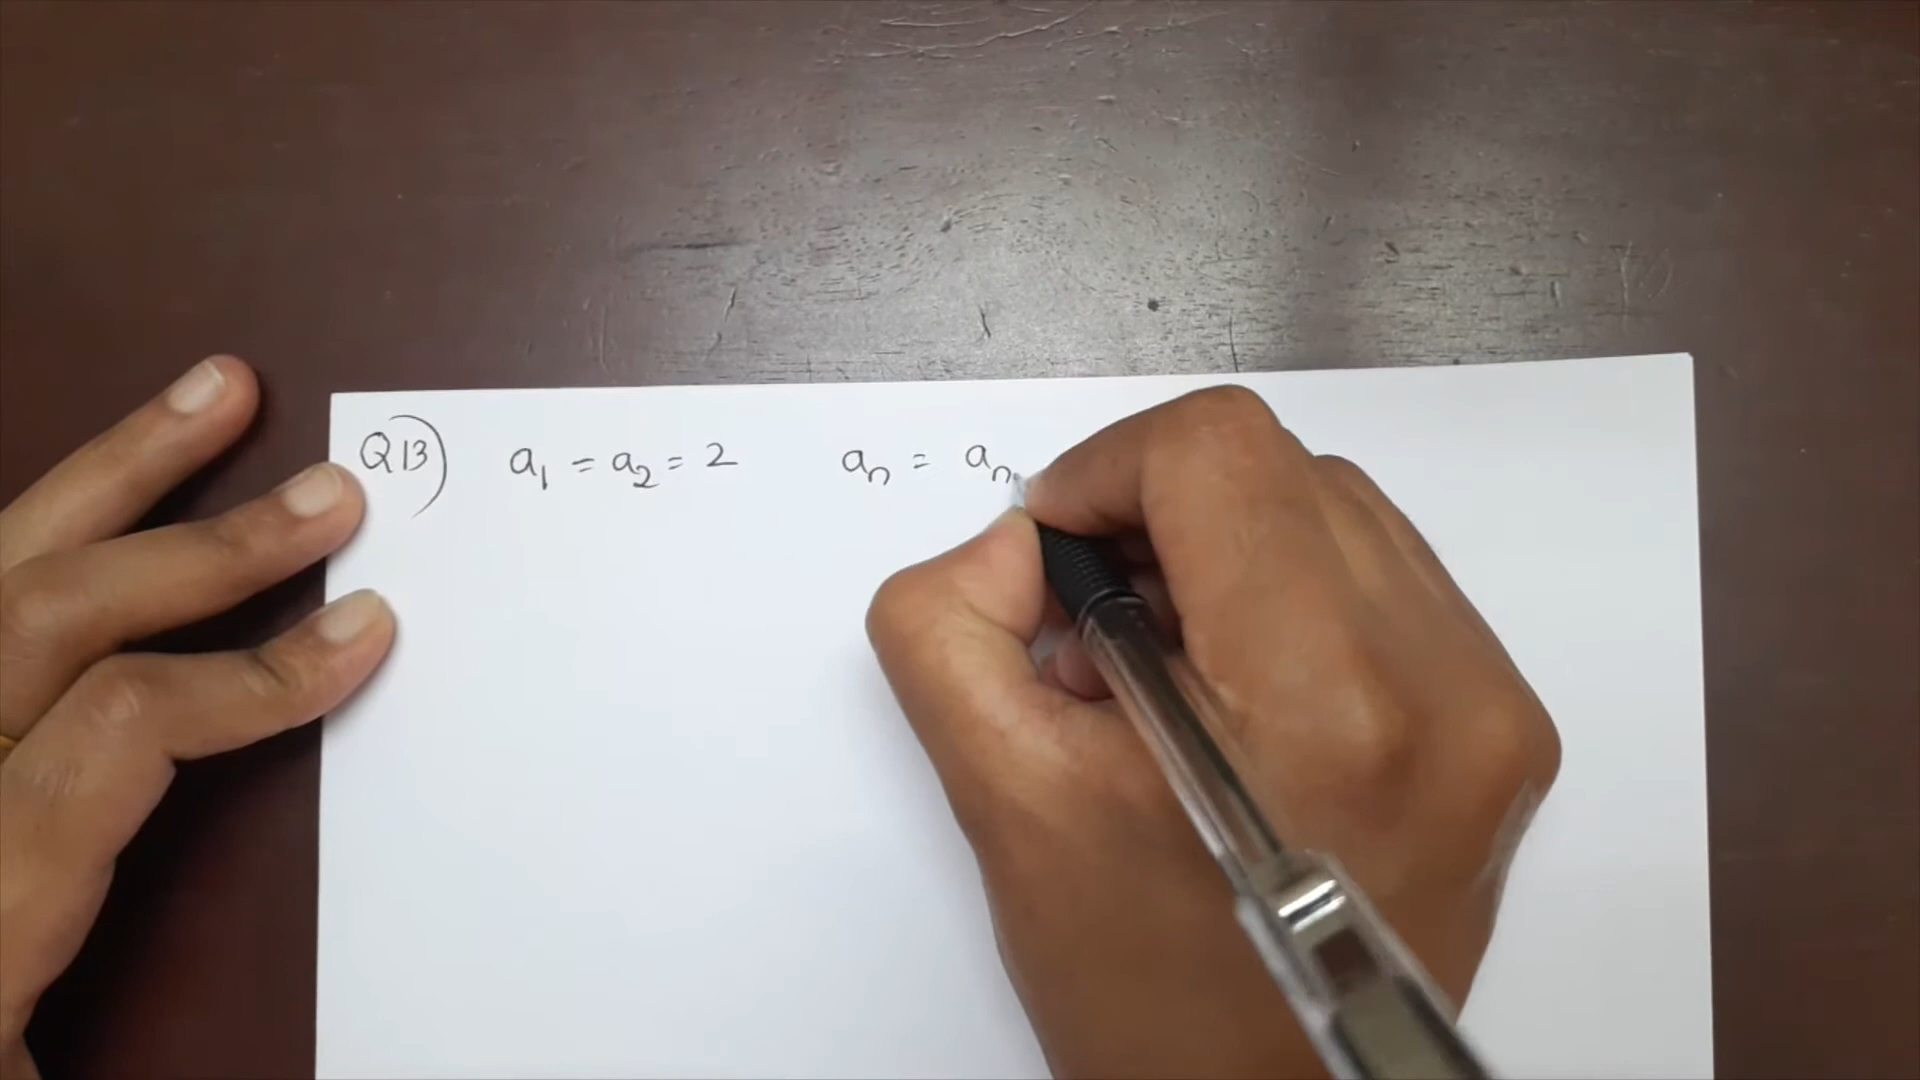 Q13) a₁ = a₂ = 2 aₙ = aₙ